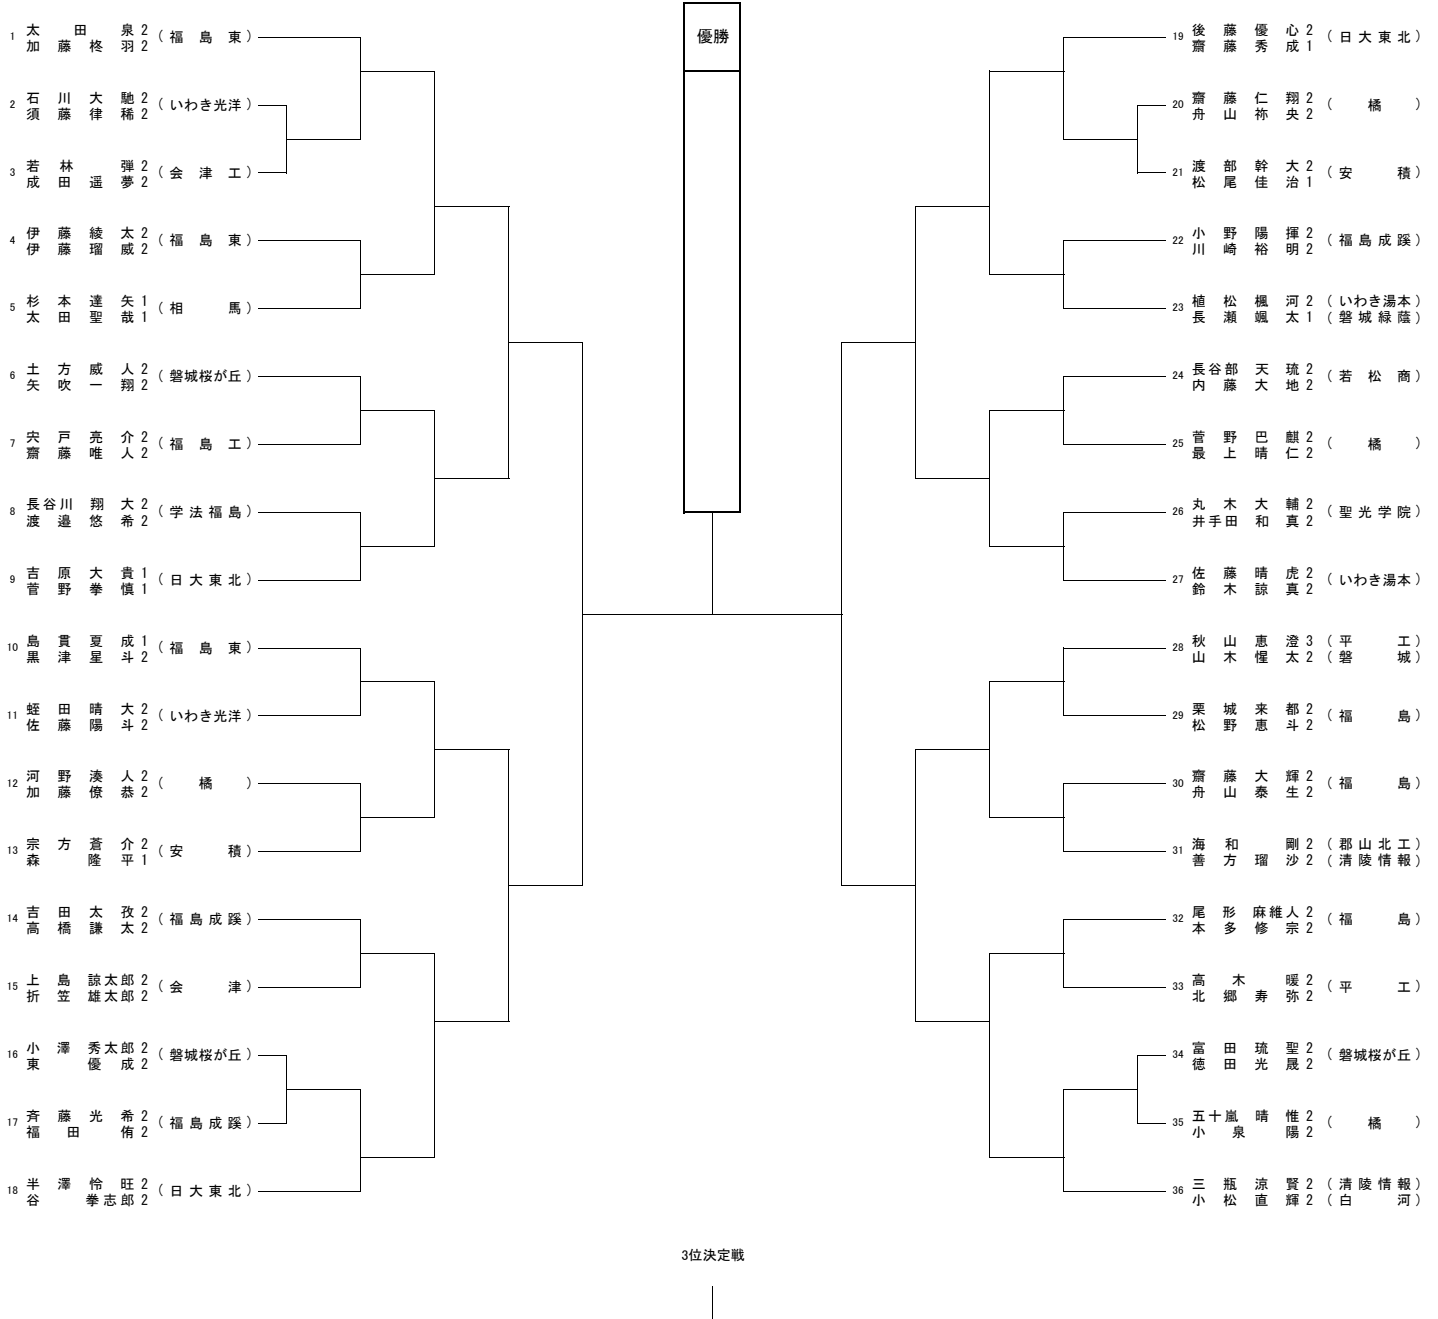 優勝
1 太田泉 2 (福島東)
加藤柊羽 2
2 石川大馳 2 (いわき光洋)
須藤律稀 2
3 若林弾 2 (会津工)
成田遥夢 2
4 伊藤綾太 2 (福島東)
伊藤瑠威 2
5 杉本達矢 1 (相馬)
太田聖哉 1
6 土方威人 2 (磐城桜が丘)
矢吹一翔 2
7 宍戸亮介 2 (福島工)
齋藤唯人 2
8 長谷川翔大 2 (学法福島)
渡邉悠希 2
9 吉原大貴 1 (日大東北)
菅野拳慎 1
10 島貫夏成 1 (福島東)
黒津星斗 2
11 蛭田晴大 2 (いわき光洋)
佐藤陽斗 2
12 河野湊人 2 (橘)
加藤僚恭 2
13 宗方蒼介 2 (安積)
森隆平 1
14 吉田太孜 2 (福島成蹊)
高橋謙太 2
15 上島諒太郎 2 (会津)
折笠雄太郎 2
16 小澤秀太郎 2 (磐城桜が丘)
東優成 2
17 斉藤光希 2 (福島成蹊)
福田侑 2
18 半澤怜旺 2 (日大東北)
谷拳志郎 2
19 後藤優心 2 (日大東北)
齋藤秀成 1
20 齋藤仁翔 2 (橘)
舟山祢央 2
21 渡部幹大 2 (安積)
松尾佳治 1
22 小野陽揮 2 (福島成蹊)
川崎裕明 2
23 植松楓河 2 (いわき湯本)
長瀬颯太 1 (磐城緑蔭)
24 長谷部天琉 2 (若松商)
内藤大地 2
25 菅野巴麒 2 (橘)
最上晴仁 2
26 丸木大輔 2 (聖光学院)
井手田和真 2
27 佐藤晴虎 2 (いわき湯本)
鈴木諒真 2
28 秋山恵澄 3 (平工)
山木惺太 2 (磐城)
29 栗城来都 2 (福島)
松野恵斗 2
30 齋藤大輝 2 (福島)
舟山泰生 2
31 海和剛 2 (郡山北工)
善方瑠沙 2 (清陵情報)
32 尾形麻維人 2 (福島)
本多修宗 2
33 高木暖 2 (平工)
北郷寿弥 2
34 富田琉聖 2 (磐城桜が丘)
徳田光晟 2
35 五十嵐晴惟 2 (橘)
小泉陽 2
36 三瓶涼賢 2 (清陵情報)
小松直輝 2 (白河)
3位決定戦